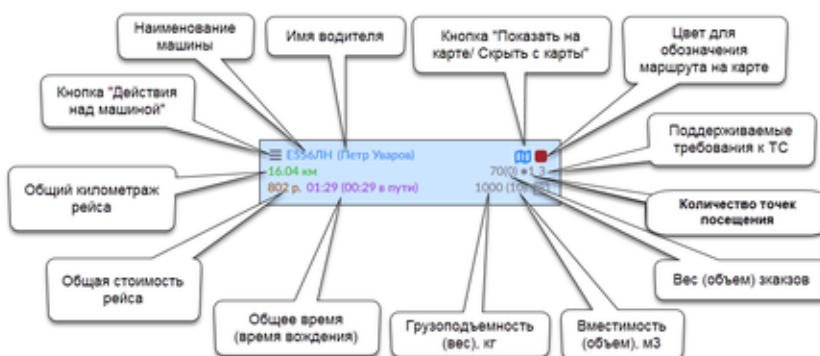 Наименование
машины
Имя водителя
Кнопка "Показать на
карте/ Скрыть с карты"
Цвет для
обозначения
маршрута на карте
Кнопка "Действия
над машиной"
Поддерживаемые
требования к ТС
Е556ЛН (Петр Уваров)
16.04 км
70(0) 1,3
802 р. 01:29 (00:29 в пути)
1000 (10)
Общий километраж
рейса
Количество точек
посещения
Общая стоимость
рейса
Вес (объем) зкакзов
Общее время
(время вождения)
Грузоподъемность
(вес), кг
Вместимость
(объем), м3